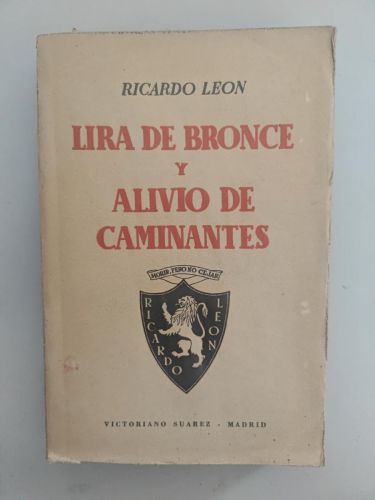 RICARDO LEON
LIRA DE BRONCE
Y
ALIVIO DE
CAMINANTES
MORIR, PERO NO CEJAR
RICARDO LEON
VICTORIANO SUAREZ - MADRID